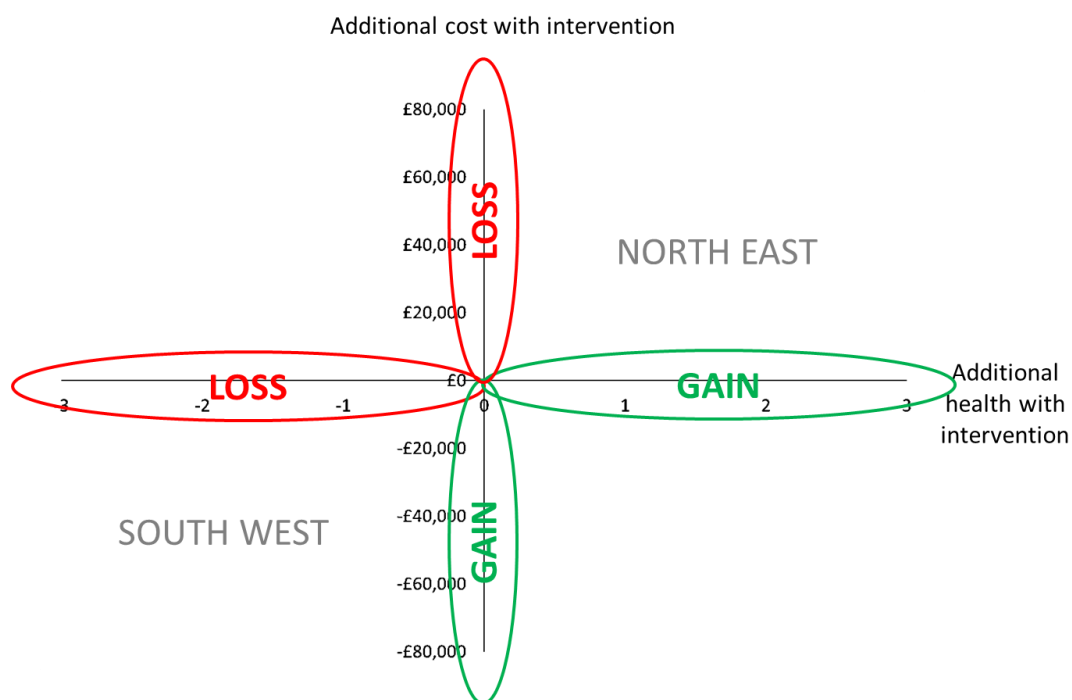 Additional cost with intervention
£80,000
£60,000
LOSS
£40,000
NORTH EAST
£20,000
£0
LOSS
GAIN
Additional
health with
intervention
3
-2
-1
0
1
2
3
-£20,000
-£40,000
SOUTH WEST
GAIN
-£60,000
-£80,000